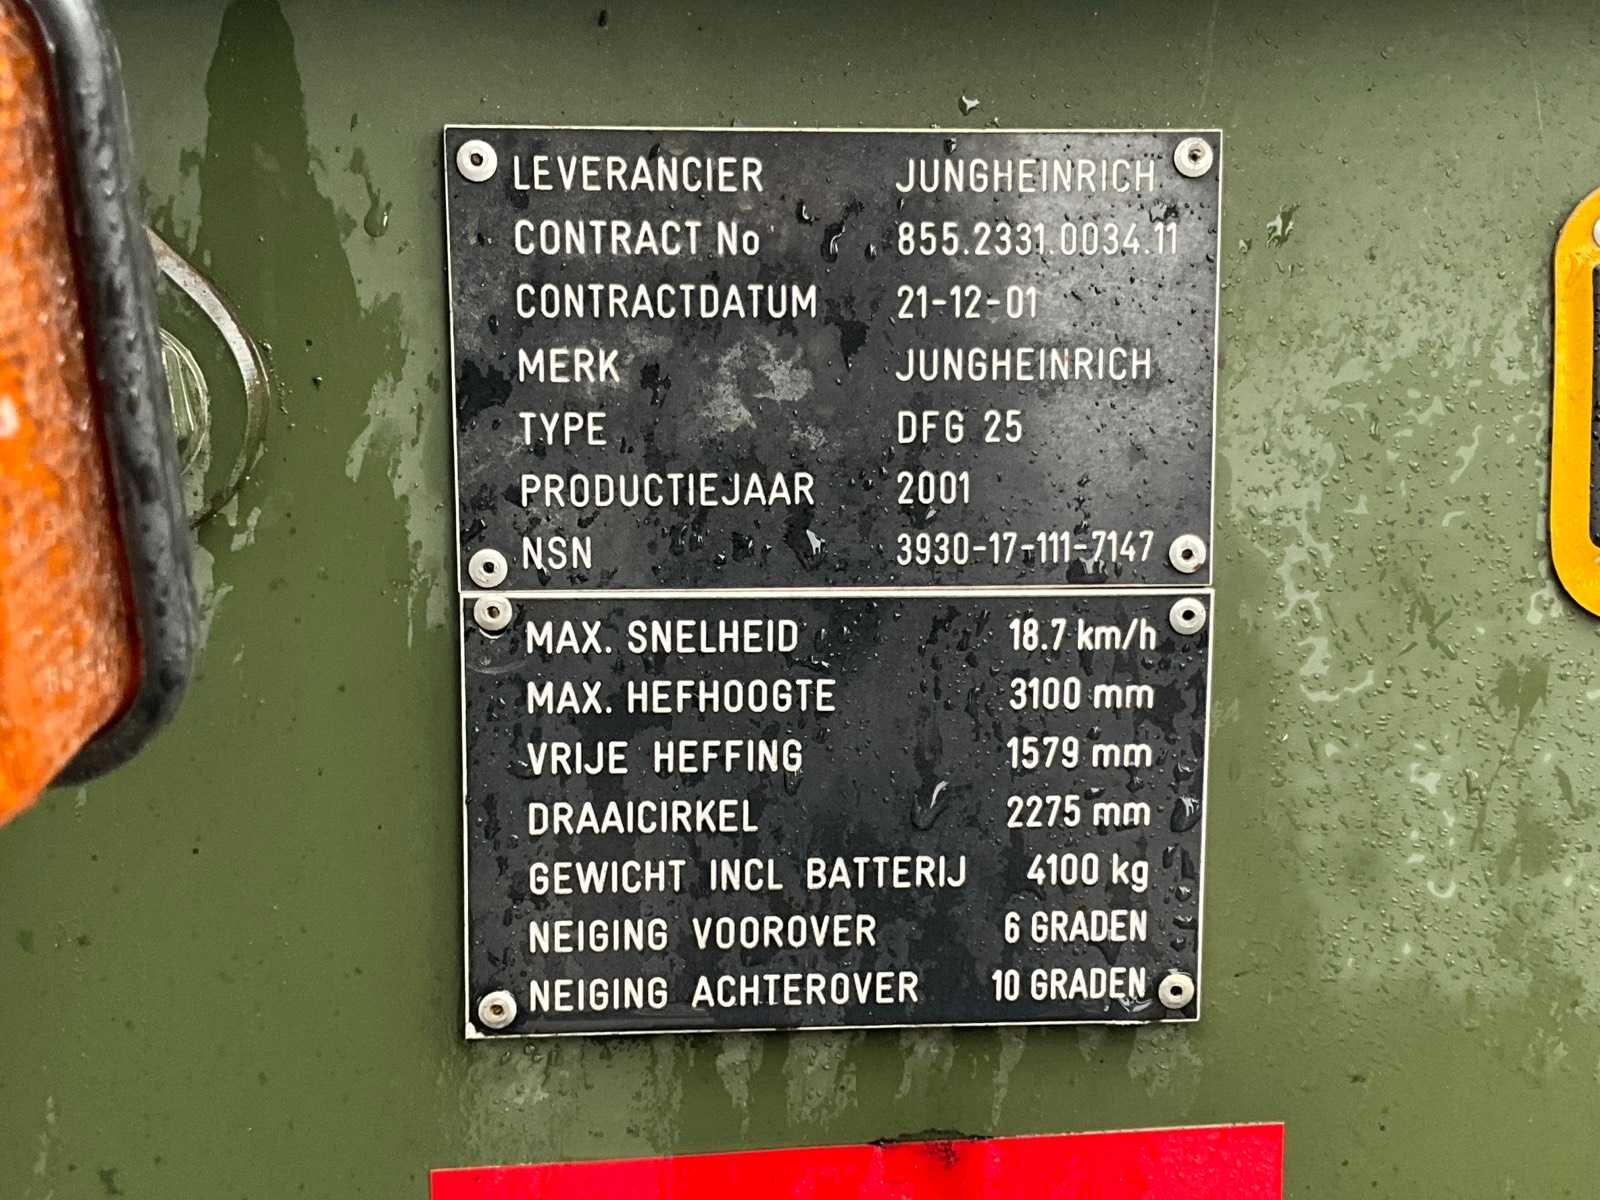 LEVERANCIER JUNGHEINRICH
CONTRACT No 855.2331.0034.11
CONTRACTDATUM 21-12-01
MERK JUNGHEINRICH
TYPE DFG 25
PRODUCTIEJAAR 2001
NSN 3930-17-111-7147
MAX. SNELHEID 18.7 km/h
MAX. HEFHOOGTE 3100 mm
VRIJE HEFFING 1579 mm
DRAAICIRKEL 2275 mm
GEWICHT INCL BATTERIJ 4100 kg
NEIGING VOOROVER 6 GRADEN
NEIGING ACHTEROVER 10 GRADEN